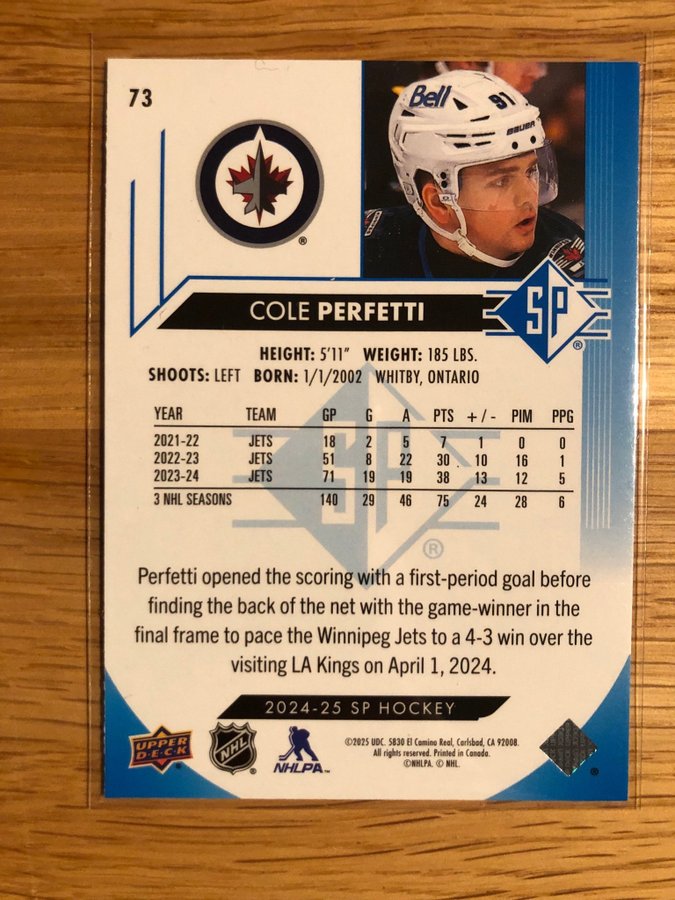 73
Bell
91
BAUER
®
COLE PERFETTI
SP
®
HEIGHT: 5'11" WEIGHT: 185 LBS.
SHOOTS: LEFT BORN: 1/1/2002 WHITBY, ONTARIO
YEAR TEAM GP G A PTS +/- PIM PPG
2021-22 JETS 18 2 5 7 1 0 0
2022-23 JETS 51 8 22 30 10 16 1
2023-24 JETS 71 19 19 38 13 12 5
3 NHL SEASONS 140 29 46 75 24 28 6
SP
®
Perfetti opened the scoring with a first-period goal before
finding the back of the net with the game-winner in the
final frame to pace the Winnipeg Jets to a 4-3 win over the
visiting LA Kings on April 1, 2024.
2024-25 SP HOCKEY
UPPER
DECK
®
NHL
®
NHLPA™
©2025 UDC. 5830 El Camino Real, Carlsbad, CA 92008.
All rights reserved. Printed in Canada.
©NHLPA. © NHL.
®